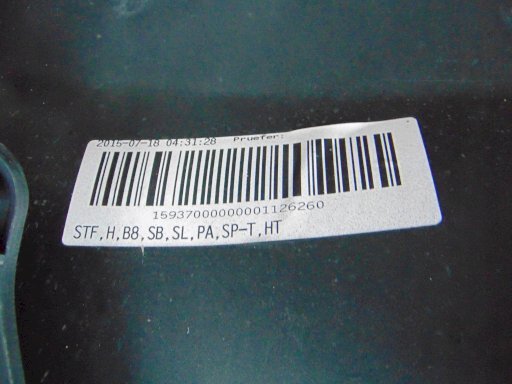 2015-07-18 04:31:28 Pruefer:
15937000000001126260
STF,H,B8,SB,SL,PA,SP-T,HT